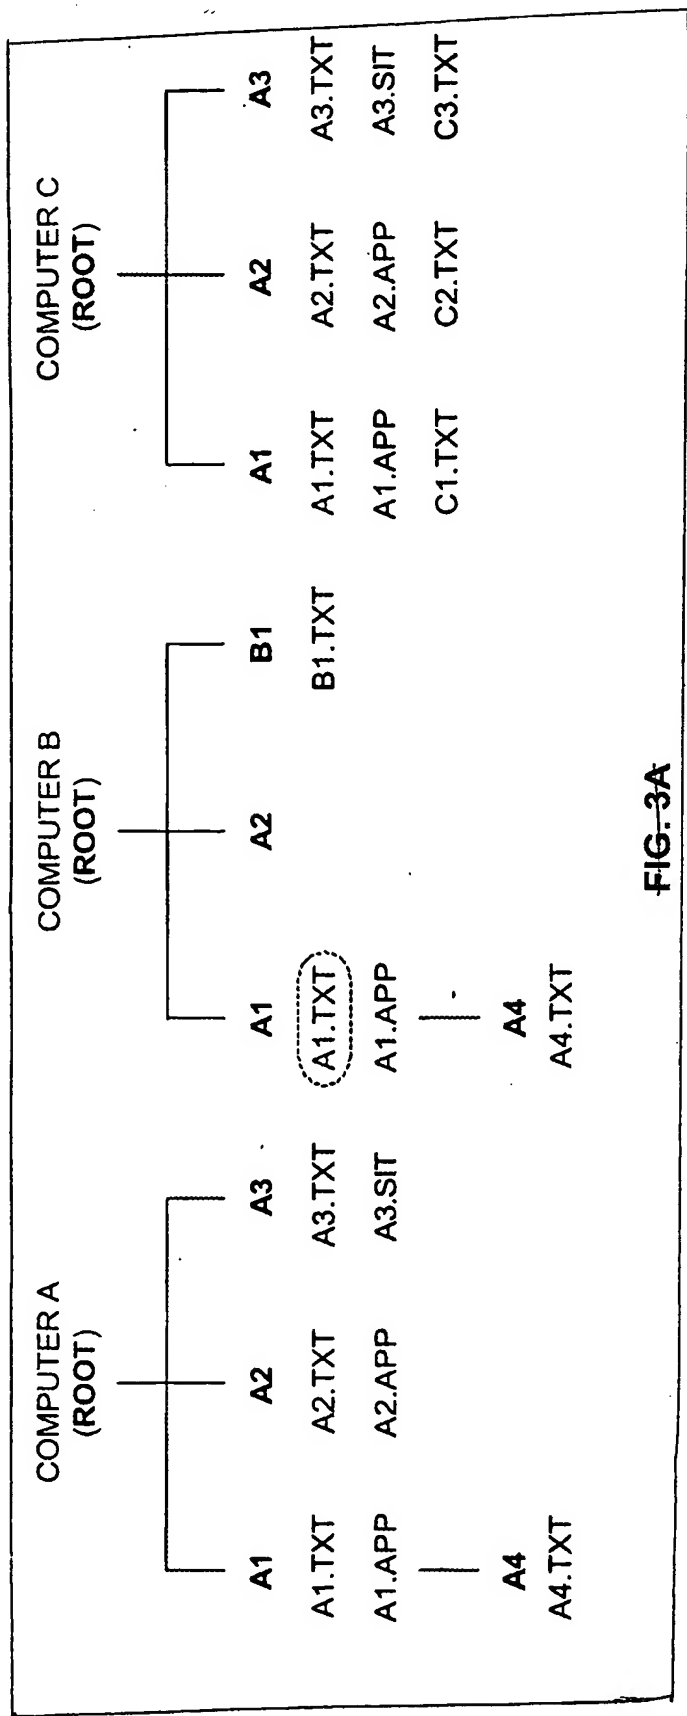 COMPUTER A
(ROOT)
A1
A1.TXT
A1.APP
A4
A4.TXT
A2
A2.TXT
A2.APP
A3
A3.TXT
A3.SIT
COMPUTER B
(ROOT)
A1
A1.TXT
A1.APP
A4
A4.TXT
A2
B1
B1.TXT
COMPUTER C
(ROOT)
A1
A1.TXT
A1.APP
C1.TXT
A2
A2.TXT
A2.APP
C2.TXT
A3
A3.TXT
A3.SIT
C3.TXT
FIG. 3A